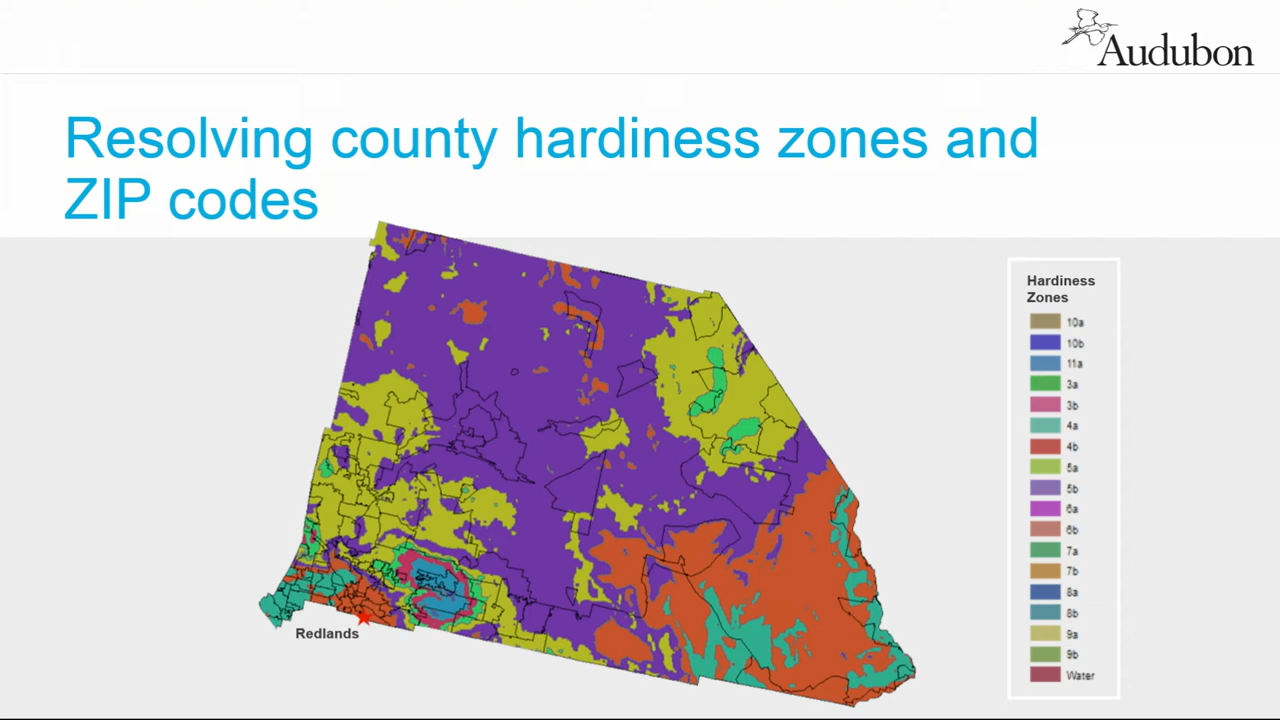 Audubon
Resolving county hardiness zones and
ZIP codes
Hardiness
Zones
10a
10b
11a
3a
3b
4a
4b
5a
5b
6a
6b
7a
7b
8a
8b
9a
9b
Water
Redlands